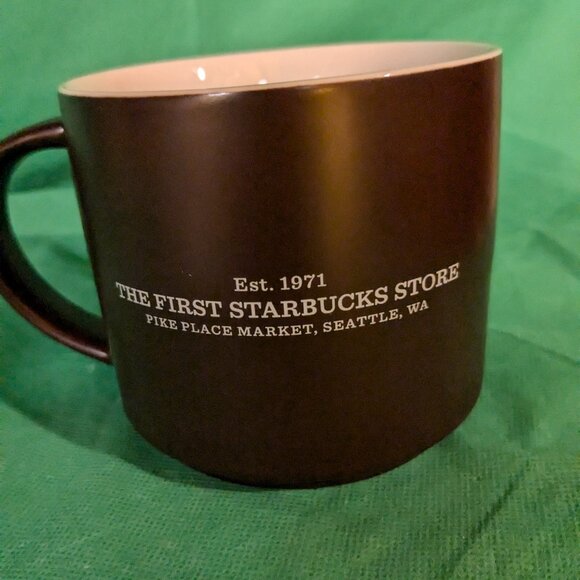 Est. 1971
THE FIRST STARBUCKS STORE
PIKE PLACE MARKET, SEATTLE, WA